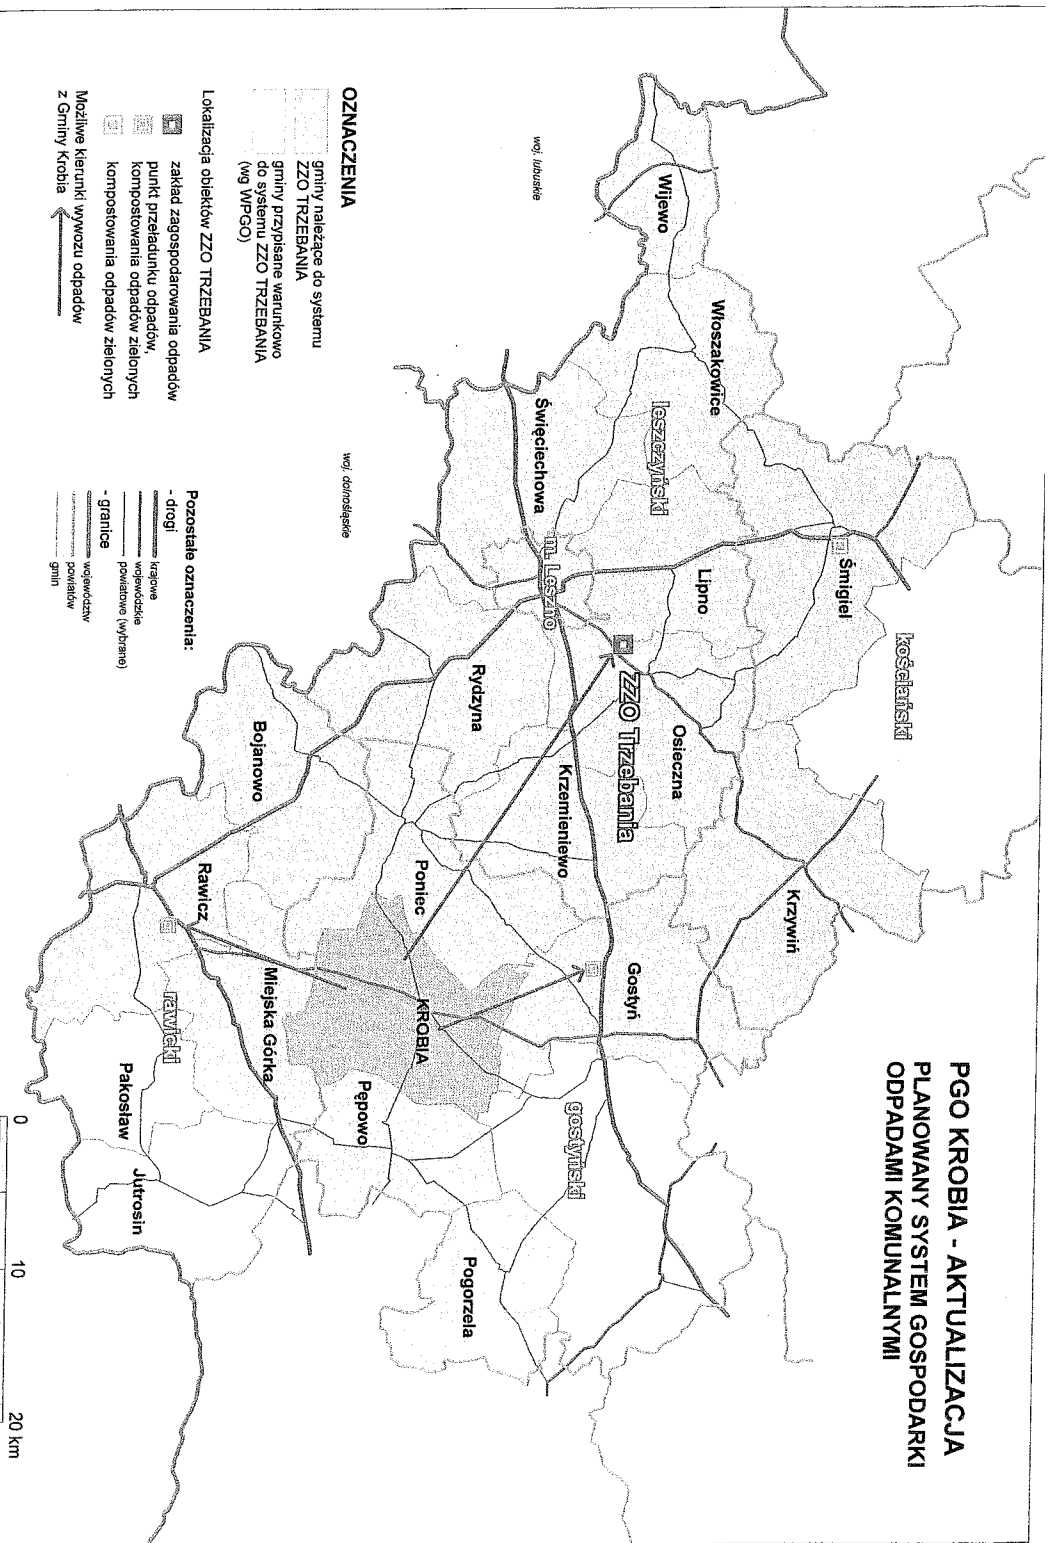 PGO KROBIA - AKTUALIZACJA
PLANOWANY SYSTEM GOSPODARKI
ODPADAMI KOMUNALNYMI
kościański
Śmigiel
Krzywiń
Włoszakowice
Wijewo
leszczyński
Lipno
Osieczna
ZZO Trzebania
Gostyń
gostyński
woj. lubuskie
Święciechowa
m. Leszno
Krzemieniewo
Rydzyna
Poniec
KROBIA
Pępowo
Pogorzela
woj. dolnośląskie
Bojanowo
Rawicz
Miejska Górka
rawicki
Pakosław
Jutrosin
OZNACZENIA
gminy należące do systemu
ZZO TRZEBANIA
gminy przypisane warunkowo
do systemu ZZO TRZEBANIA
(wg WPGO)
Lokalizacja obiektów ZZO TRZEBANIA
zakład zagospodarowania odpadów
punkt przeładunku odpadów,
kompostowania odpadów zielonych
kompostowania odpadów zielonych
Możliwe kierunki wywozu odpadów
z Gminy Krobia
Pozostałe oznaczenia:
- drogi
krajowe
wojewódzkie
powiatowe (wybrane)
- granice
województw
powiatów
gmin
0
10
20 km